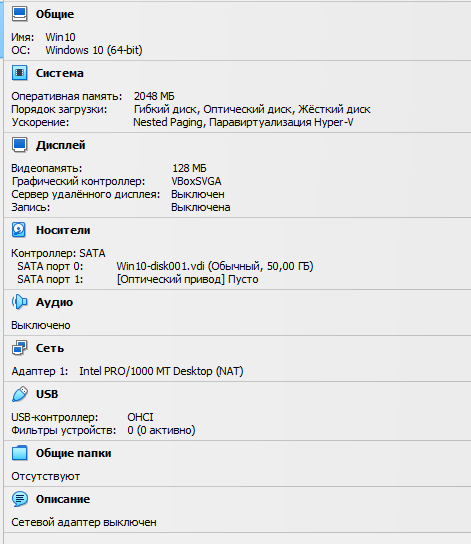 Общие
Имя: Win10
ОС: Windows 10 (64-bit)
Система
Оперативная память: 2048 МБ
Порядок загрузки: Гибкий диск, Оптический диск, Жёсткий диск
Ускорение: Nested Paging, Паравиртуализация Hyper-V
Дисплей
Видеопамять: 128 МБ
Графический контроллер: VBoxSVGA
Сервер удалённого дисплея: Выключен
Запись: Выключена
Носители
Контроллер: SATA
SATA порт 0: Win10-disk001.vdi (Обычный, 50,00 ГБ)
SATA порт 1: [Оптический привод] Пусто
Аудио
Выключено
Сеть
Адаптер 1: Intel PRO/1000 MT Desktop (NAT)
USB
USB-контроллер: OHCI
Фильтры устройств: 0 (0 активно)
Общие папки
Отсутствуют
Описание
Сетевой адаптер выключен